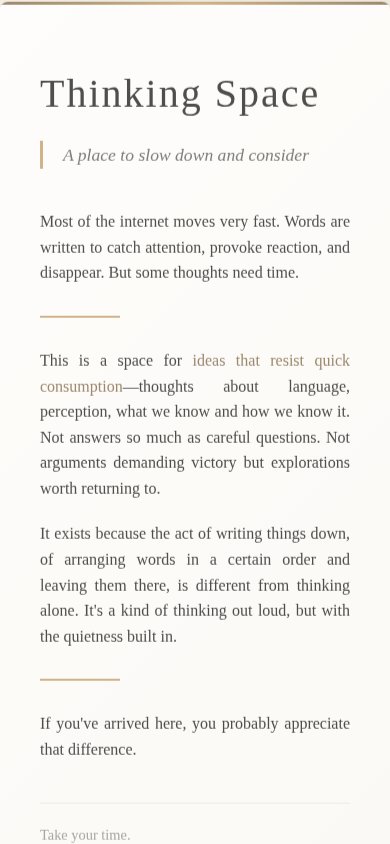 Thinking Space
A place to slow down and consider
Most of the internet moves very fast. Words are
written to catch attention, provoke reaction, and
disappear. But some thoughts need time.
This is a space for ideas that resist quick
consumption—thoughts about language,
perception, what we know and how we know it.
Not answers so much as careful questions. Not
arguments demanding victory but explorations
worth returning to.
It exists because the act of writing things down,
of arranging words in a certain order and
leaving them there, is different from thinking
alone. It's a kind of thinking out loud, but with
the quietness built in.
If you've arrived here, you probably appreciate
that difference.
Take your time.